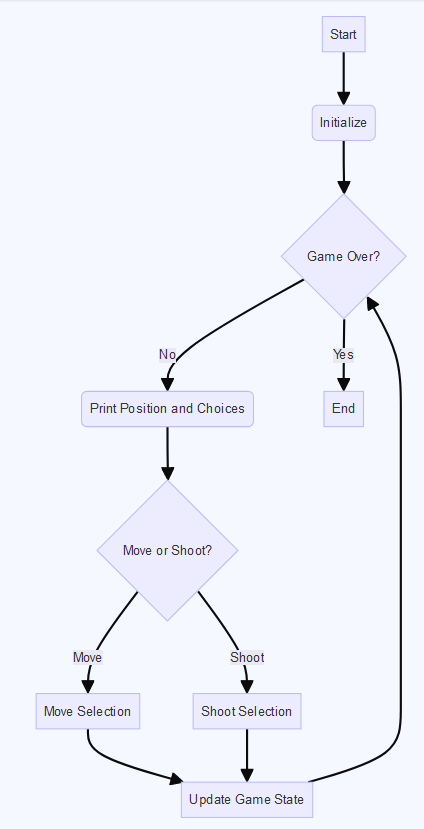 Start
Initialize
Game Over?
No
Yes
Print Position and Choices
End
Move or Shoot?
Move
Shoot
Move Selection
Shoot Selection
Update Game State